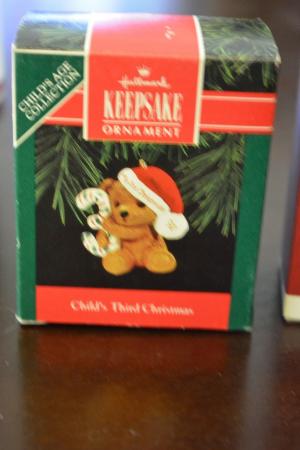 CHILD'S AGE
COLLECTION
Hallmark
KEEPSAKE
ORNAMENT
Child's Third Christmas